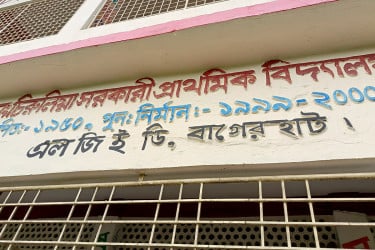 সরকারী প্রাথমিক বিদ্যালয়
১৯৫০, পুনঃ নির্মান:- ১৯৯৯-২০০০
এল জি ই ডি, বাগেরহাট।